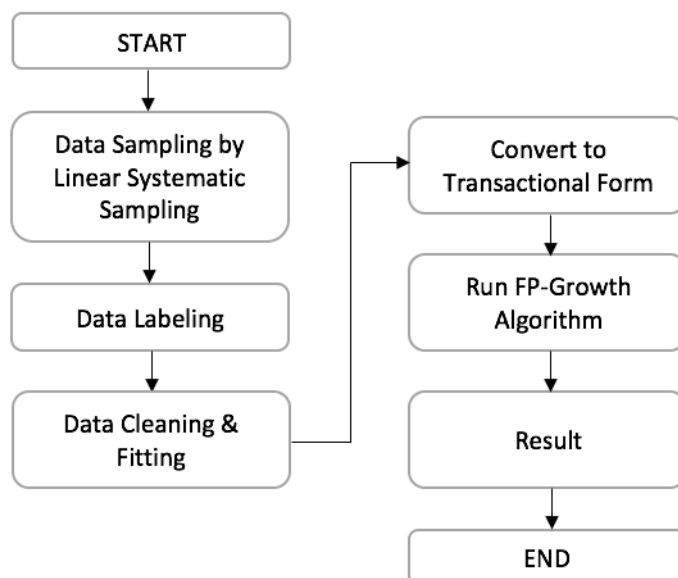 START
Data Sampling by
Linear Systematic
Sampling
Data Labeling
Data Cleaning &
Fitting
Convert to
Transactional Form
Run FP-Growth
Algorithm
Result
END